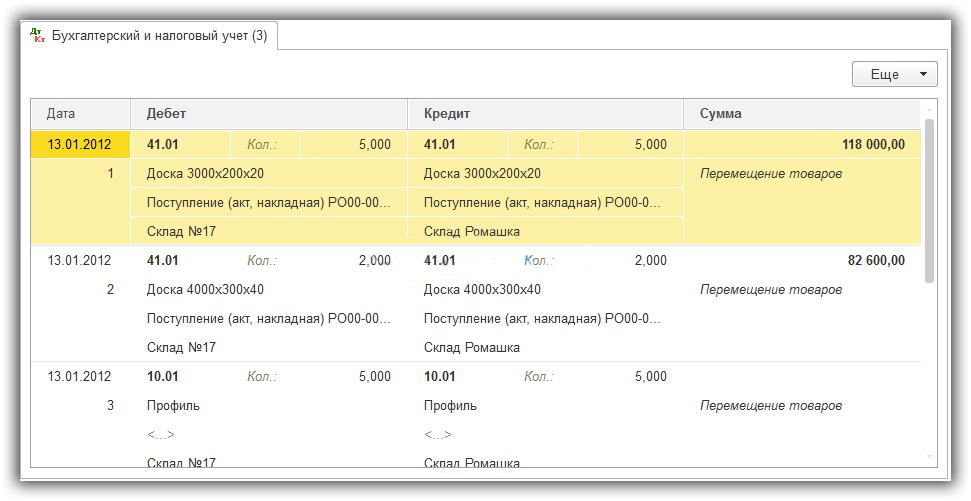 Дт Кт Бухгалтерский и налоговый учет (3)
Еще
Дата Дебет Кредит Сумма
13.01.2012 41.01 Кол.: 5,000 41.01 Кол.: 5,000 118 000,00
1 Доска 3000x200x20 Доска 3000x200x20 Перемещение товаров
Поступление (акт, накладная) РО00-00... Поступление (акт, накладная) РО00-0...
Склад №17 Склад Ромашка
13.01.2012 41.01 Кол.: 2,000 41.01 Кол.: 2,000 82 600,00
2 Доска 4000x300x40 Доска 4000x300x40 Перемещение товаров
Поступление (акт, накладная) РО00-00... Поступление (акт, накладная) РО00-0...
Склад №17 Склад Ромашка
13.01.2012 10.01 Кол.: 5,000 10.01 Кол.: 5,000
3 Профиль Профиль Перемещение товаров
<...> <...>
Склад №17 Склад Ромашка